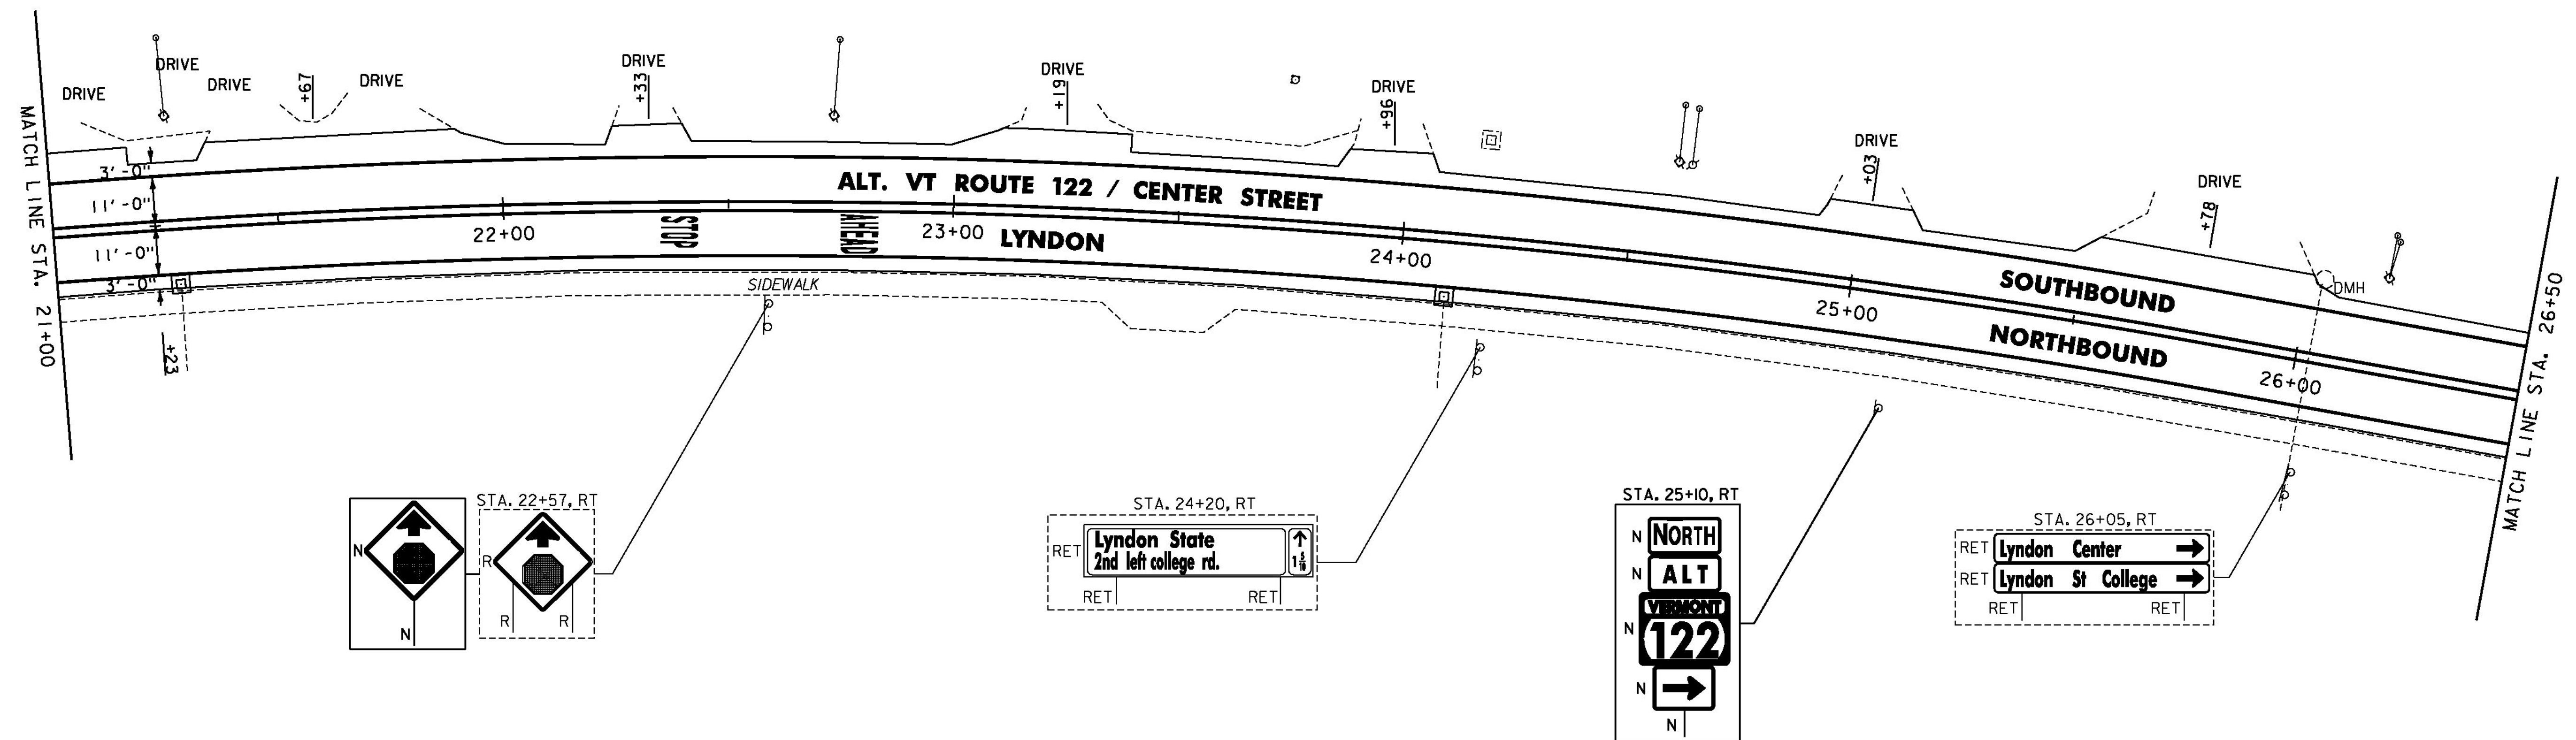 DRIVE
DRIVE
DRIVE
+67
DRIVE
DRIVE
+33
DRIVE
+19
DRIVE
+96
DRIVE
+03
DRIVE
+78
MATCH LINE STA. 21+00
3'-0"
11'-0"
11'-0"
3'-0"
+23
ALT. VT ROUTE 122 / CENTER STREET
22+00
STOP
AHEAD
23+00
LYNDON
24+00
SIDEWALK
25+00
SOUTHBOUND
NORTHBOUND
26+00
DMH
MATCH LINE STA. 26+50
N
N
STA. 22+57, RT
R
R
R
STA. 24+20, RT
RET
Lyndon State
2nd left college rd.
1 5/10
RET
RET
STA. 25+10, RT
N
NORTH
N
ALT
N
VERMONT
122
N
N
STA. 26+05, RT
RET
Lyndon Center
RET
Lyndon St College
RET
RET